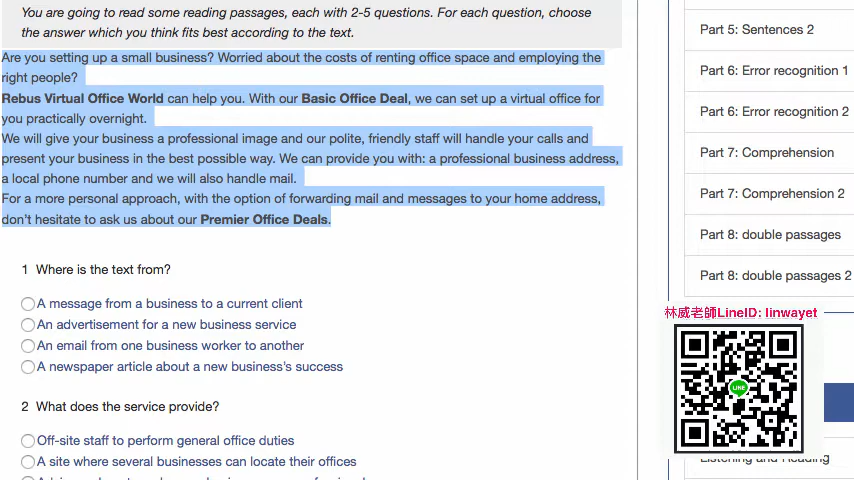 You are going to read some reading passages, each with 2-5 questions. For each question, choose
the answer which you think fits best according to the text.
Are you setting up a small business? Worried about the costs of renting office space and employing the
right people?
Rebus Virtual Office World can help you. With our Basic Office Deal, we can set up a virtual office for
you practically overnight.
We will give your business a professional image and our polite, friendly staff will handle your calls and
present your business in the best possible way. We can provide you with: a professional business address,
a local phone number and we will also handle mail.
For a more personal approach, with the option of forwarding mail and messages to your home address,
don't hesitate to ask us about our Premier Office Deals.
1 Where is the text from?
A message from a business to a current client
An advertisement for a new business service
An email from one business worker to another
A newspaper article about a new business's success
2 What does the service provide?
Off-site staff to perform general office duties
A site where several businesses can locate their offices
Part 5: Sentences 2
Part 6: Error recognition 1
Part 6: Error recognition 2
Part 7: Comprehension
Part 7: Comprehension 2
Part 8: double passages
Part 8: double passages 2
林威老師LineID: linwayet
LINE
Listening and Reading